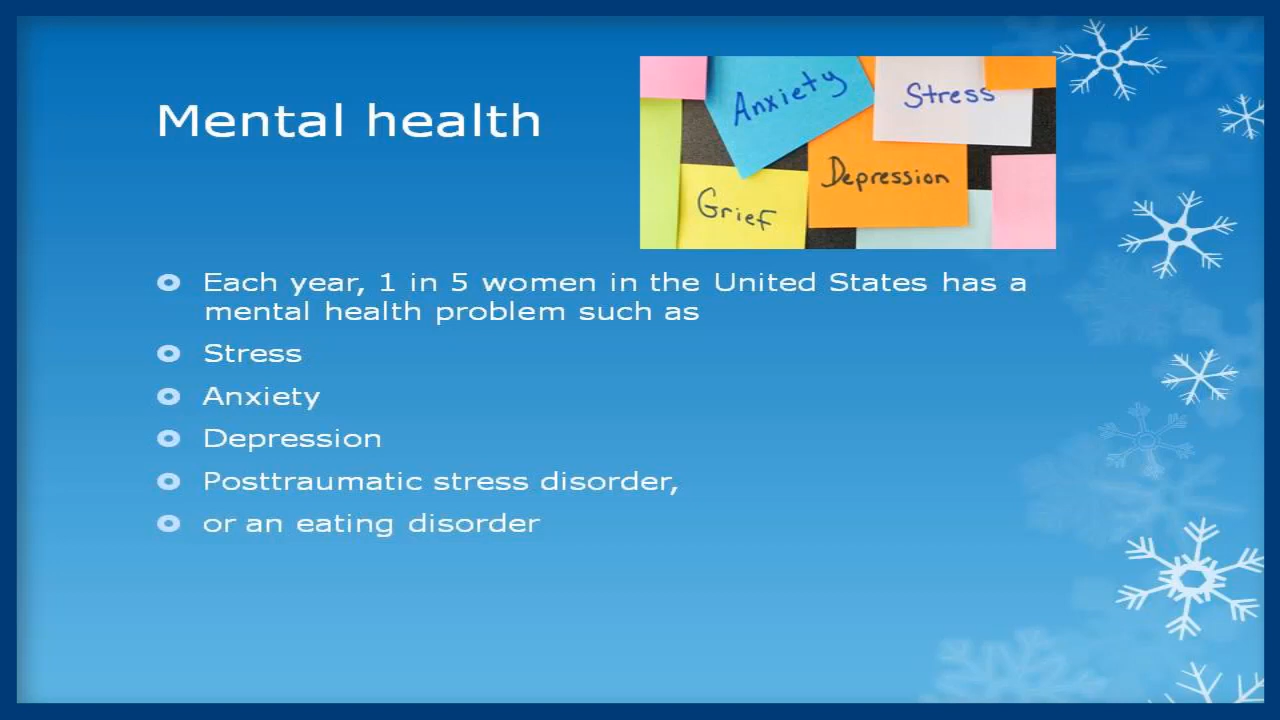 Mental health
Anxiety
Stress
Depression
Grief
Each year, 1 in 5 women in the United States has a
mental health problem such as
Stress
Anxiety
Depression
Posttraumatic stress disorder,
or an eating disorder